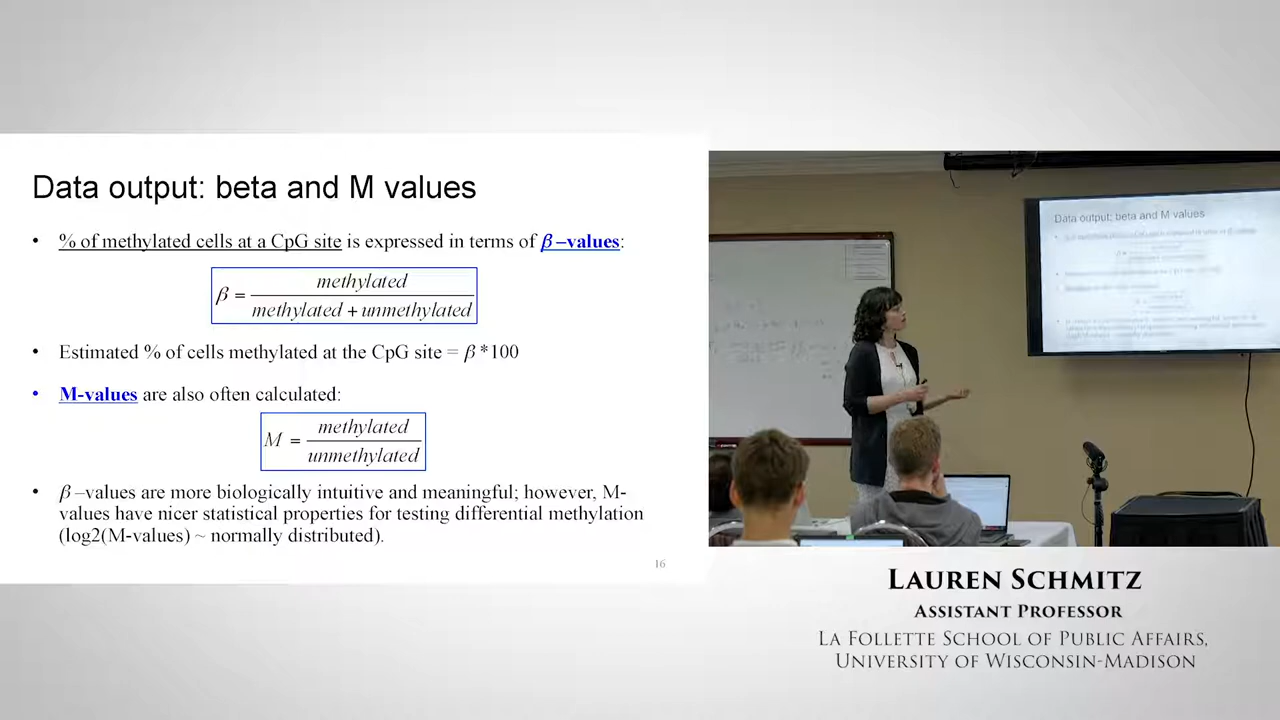 Data output: beta and M values
• % of methylated cells at a CpG site is expressed in terms of β–values:
β = methylated / methylated + unmethylated
• Estimated % of cells methylated at the CpG site = β *100
• M-values are also often calculated:
M = methylated / unmethylated
• β –values are more biologically intuitive and meaningful; however, M-
values have nicer statistical properties for testing differential methylation
(log2(M-values) ~ normally distributed).
16
Data output: beta and M values
LAUREN SCHMITZ
ASSISTANT PROFESSOR
LA FOLLETTE SCHOOL OF PUBLIC AFFAIRS,
UNIVERSITY OF WISCONSIN-MADISON